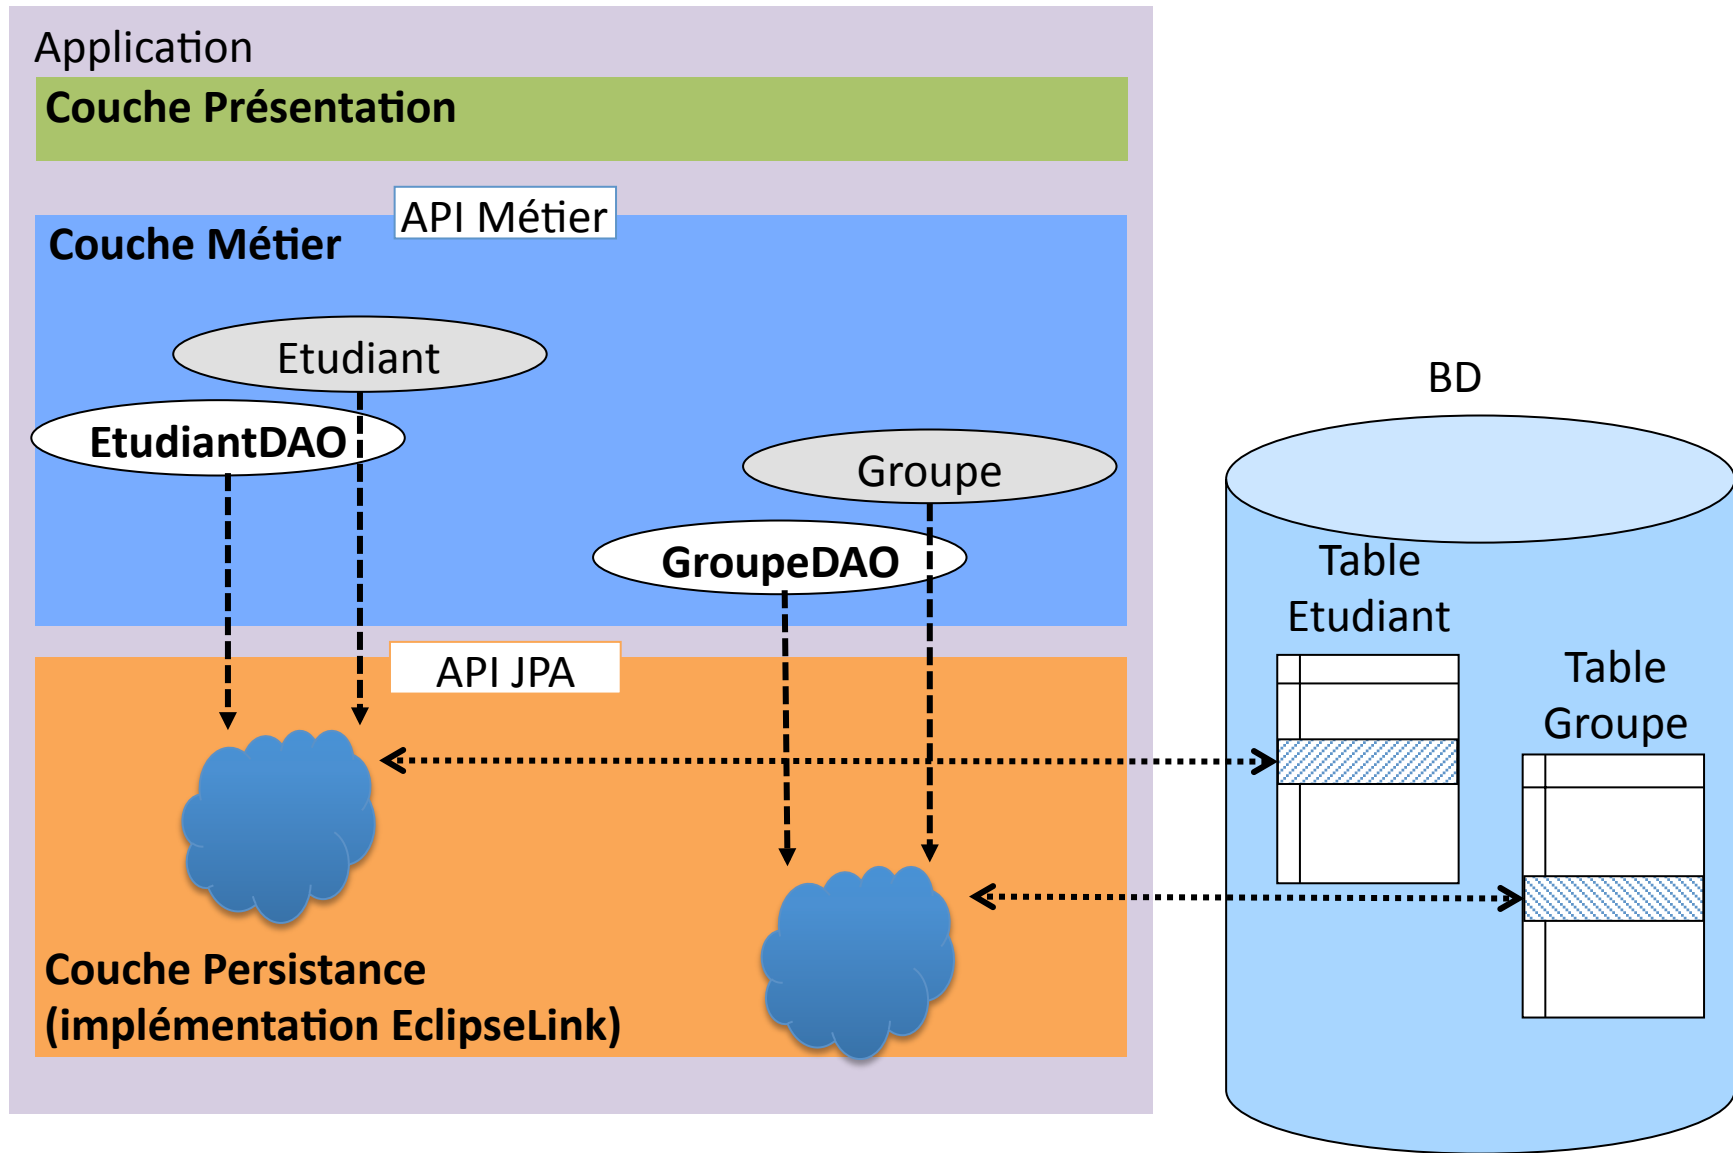 Application
Couche Présentation
API Métier
Couche Métier
Etudiant
EtudiantDAO
Groupe
GroupeDAO
API JPA
Couche Persistance
(implémentation EclipseLink)
BD
Table
Etudiant
Table
Groupe